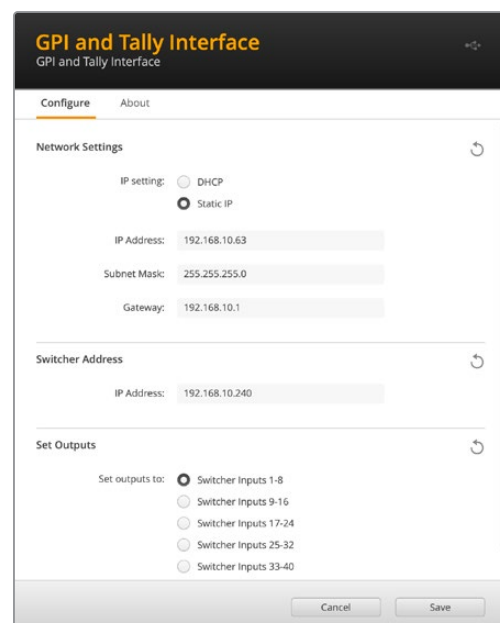 GPI and Tally Interface
GPI and Tally Interface
Configure About
Network Settings
IP setting: DHCP
Static IP
IP Address: 192.168.10.63
Subnet Mask: 255.255.255.0
Gateway: 192.168.10.1
Switcher Address
IP Address: 192.168.10.240
Set Outputs
Set outputs to: Switcher Inputs 1-8
Switcher Inputs 9-16
Switcher Inputs 17-24
Switcher Inputs 25-32
Switcher Inputs 33-40
Cancel Save